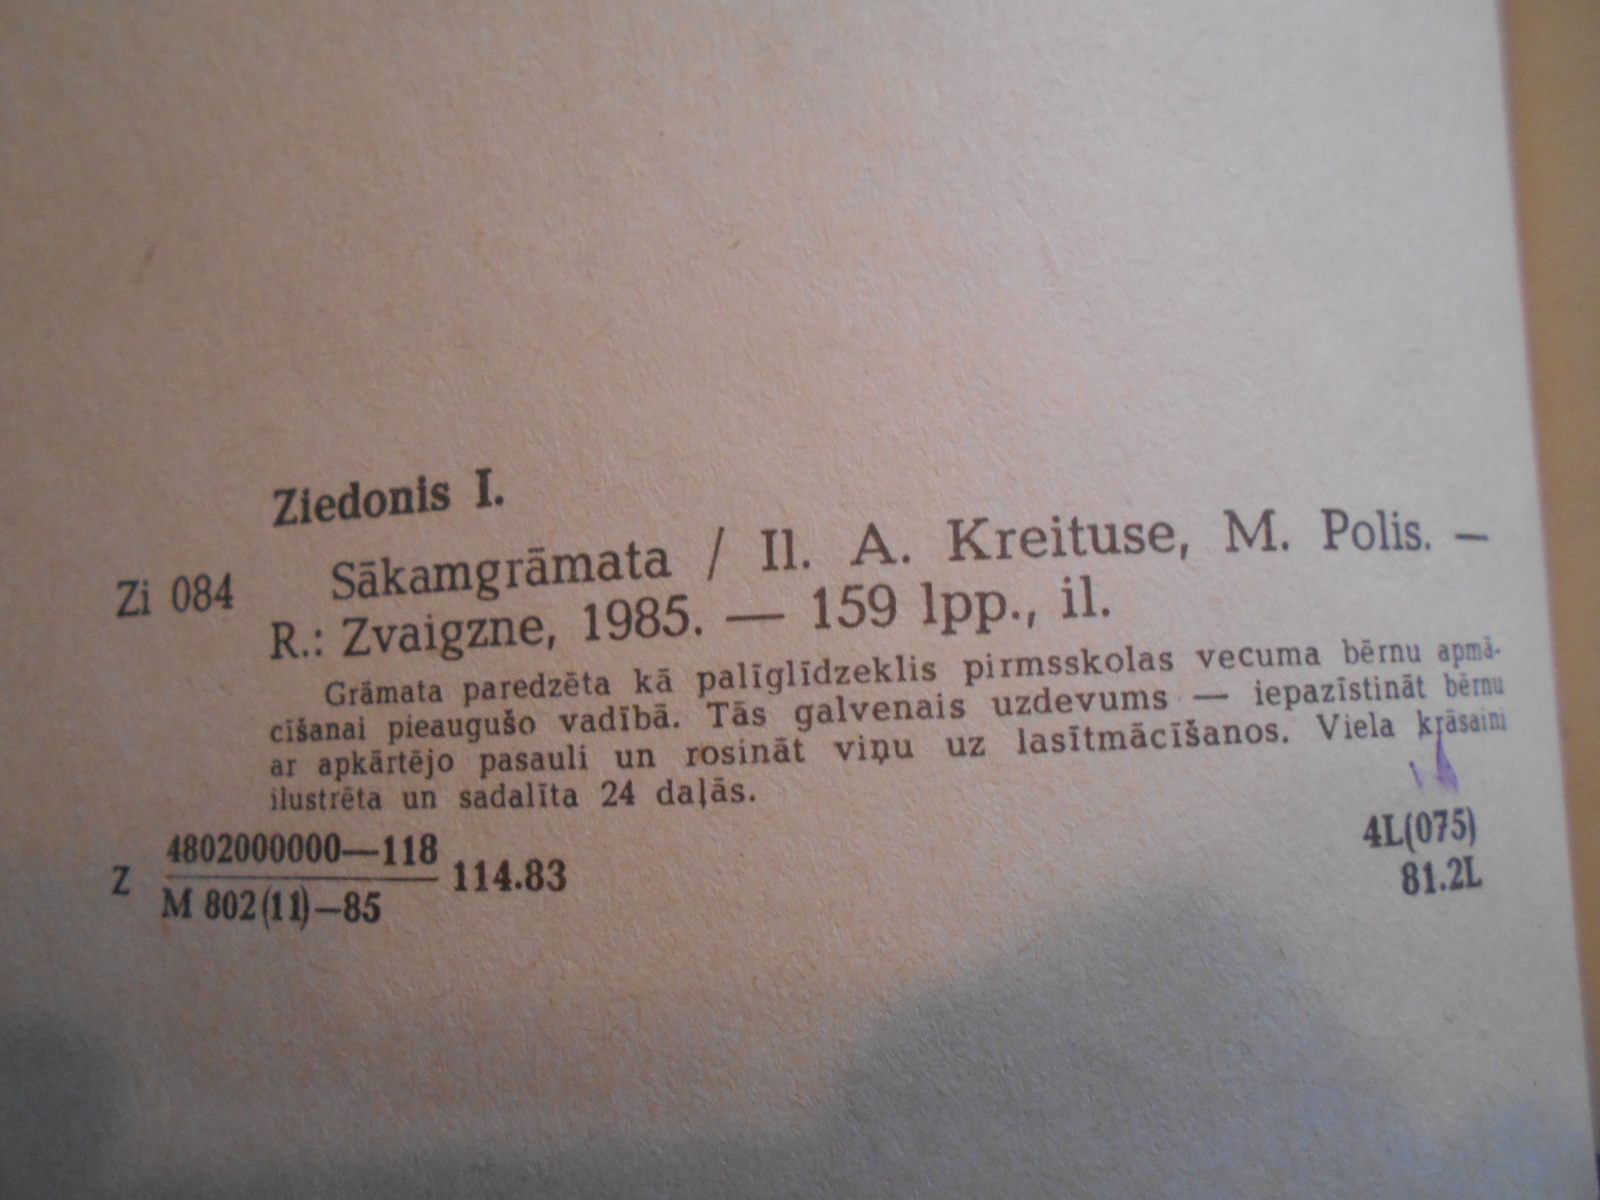 Ziedonis I.
Zi 084 Sākamgrāmata / Il. A. Kreituse, M. Polis. —
R.: Zvaigzne, 1985. — 159 lpp., il.
Grāmata paredzēta kā palīglīdzeklis pirmsskolas vecuma bērnu apmā-
cīšanai pieaugušo vadībā. Tās galvenais uzdevums — iepazīstināt bērnu
ar apkārtējo pasauli un rosināt viņu uz lasītmācīšanos. Viela krāsaini
ilustrēta un sadalīta 24 daļās.
4802000000—118
Z 114.83
M 802(11)—85
4L(075)
81.2L